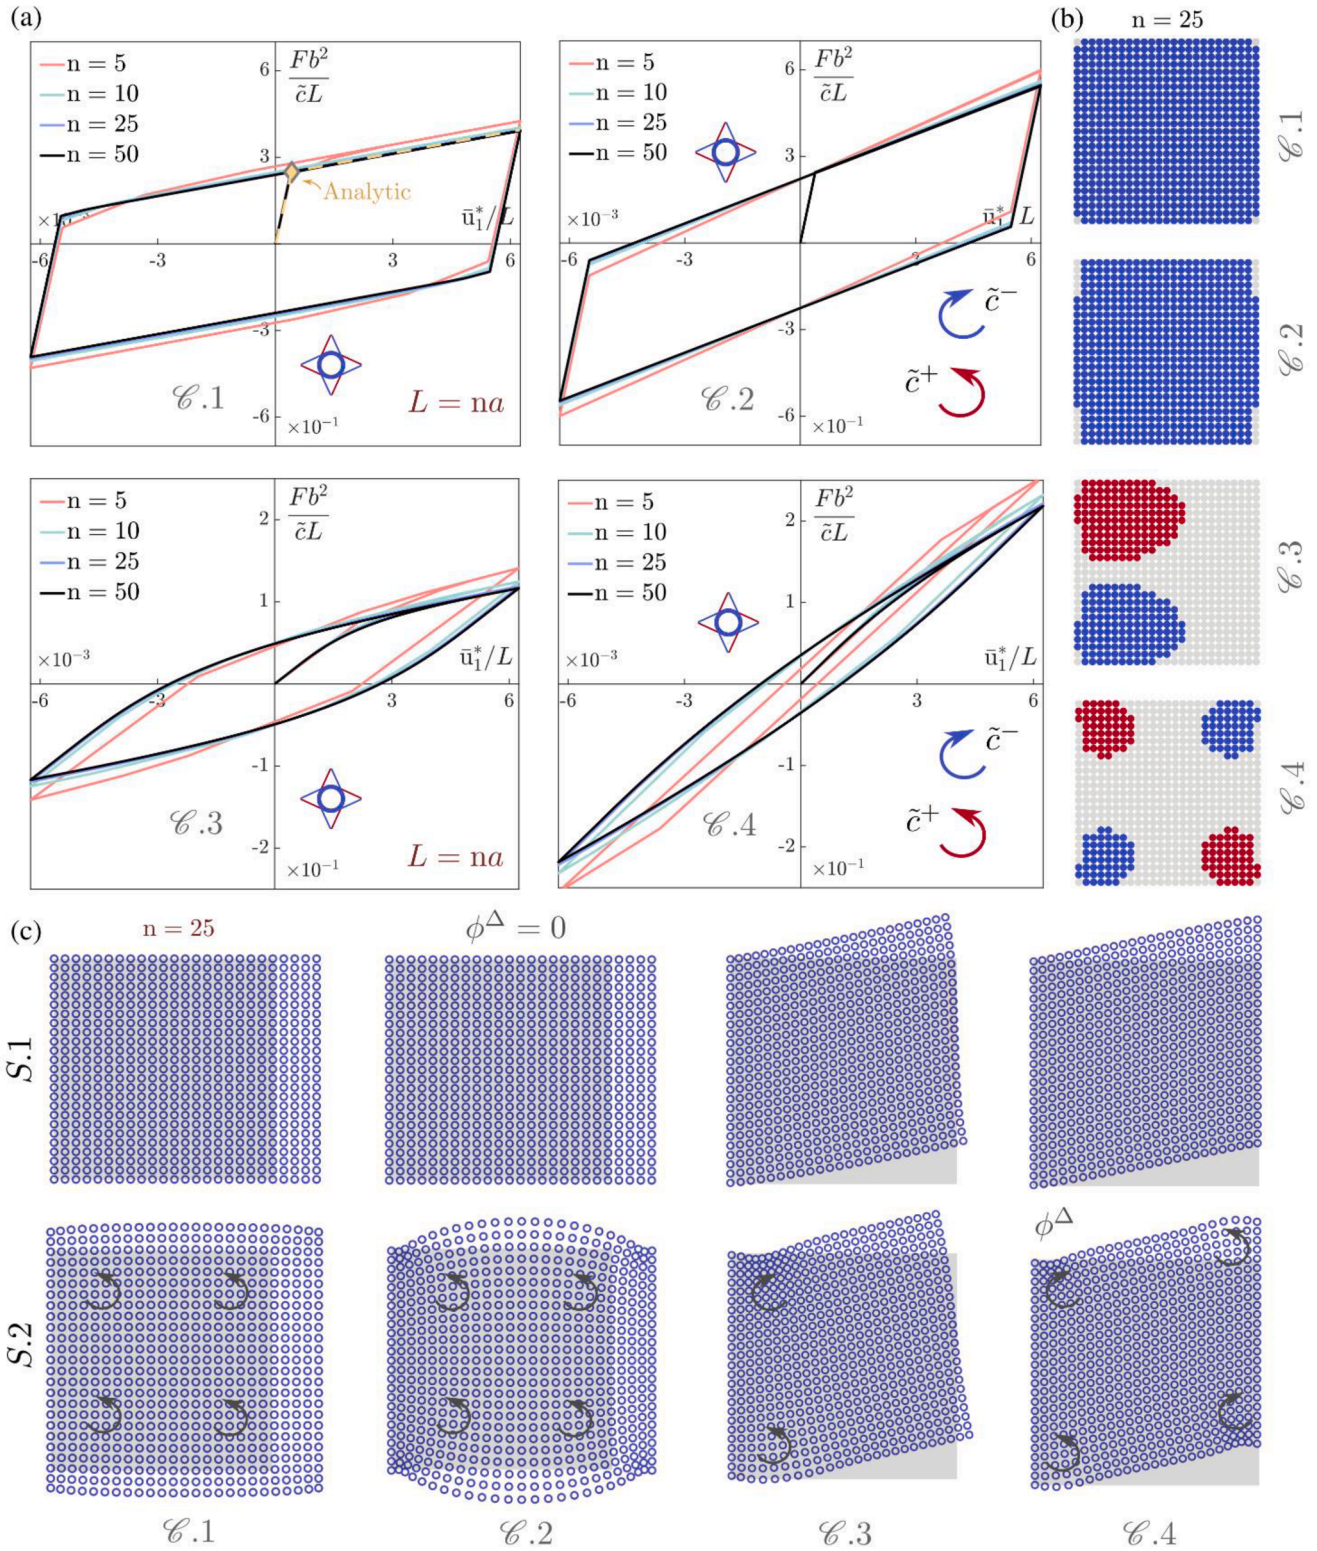 (a)
n = 5
n = 10
n = 25
n = 50
6
Fb²
c̃L
3
Analytic
ū₁*/L
-6
-3
3
6
-3
-6
×10⁻¹
𝒞.1
L = na
n = 5
n = 10
n = 25
n = 50
6
Fb²
c̃L
3
×10⁻³
ū₁* L
-6
-3
3
6
-3
-6
×10⁻¹
c̃⁻
c̃⁺
𝒞.2
(b)
n = 25
𝒞.1
𝒞.2
𝒞.3
𝒞.4
n = 5
n = 10
n = 25
n = 50
2
Fb²
c̃L
1
×10⁻³
ū₁*/L
-6
-3
3
6
-1
-2
×10⁻¹
𝒞.3
L = na
n = 5
n = 10
n = 25
n = 50
2
Fb²
c̃L
1
×10⁻³
ū₁*/L
-6
-3
3
6
-1
-2
×10⁻¹
c̃⁻
c̃⁺
𝒞.4
(c)
n = 25
ϕ^Δ = 0
S.1
S.2
ϕ^Δ
𝒞.1
𝒞.2
𝒞.3
𝒞.4